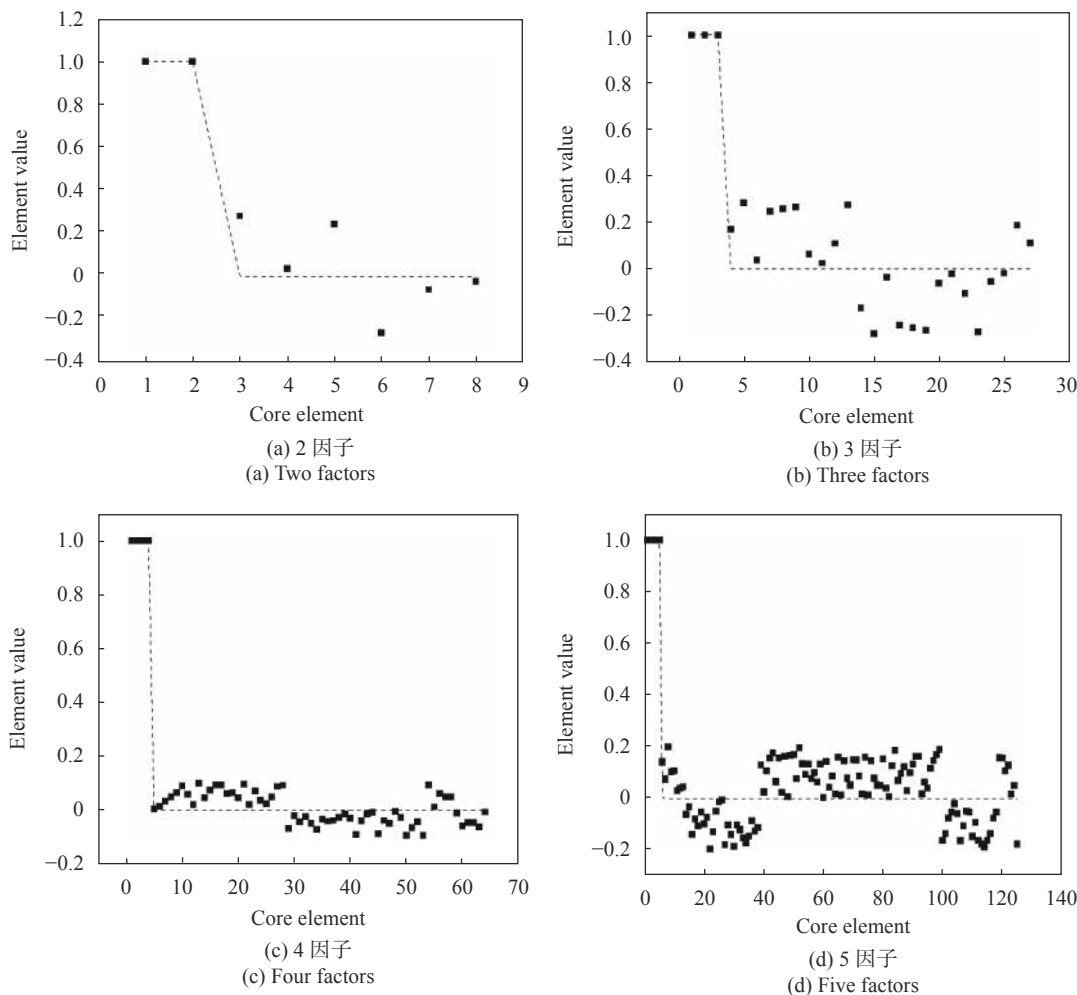 1.2
1.0
0.8
0.6
0.4
0.2
0
−0.2
−0.4
Element value
0 1 2 3 4 5 6 7 8 9
Core element
(a) 2 因子
(a) Two factors
1.0
0.8
0.6
0.4
0.2
0
−0.2
−0.4
Element value
0 5 10 15 20 25 30
Core element
(b) 3 因子
(b) Three factors
1.0
0.8
0.6
0.4
0.2
0
−0.2
Element value
0 10 20 30 40 50 60 70
Core element
(c) 4 因子
(c) Four factors
1.0
0.8
0.6
0.4
0.2
0
−0.2
Element value
0 20 40 60 80 100 120 140
Core element
(d) 5 因子
(d) Five factors